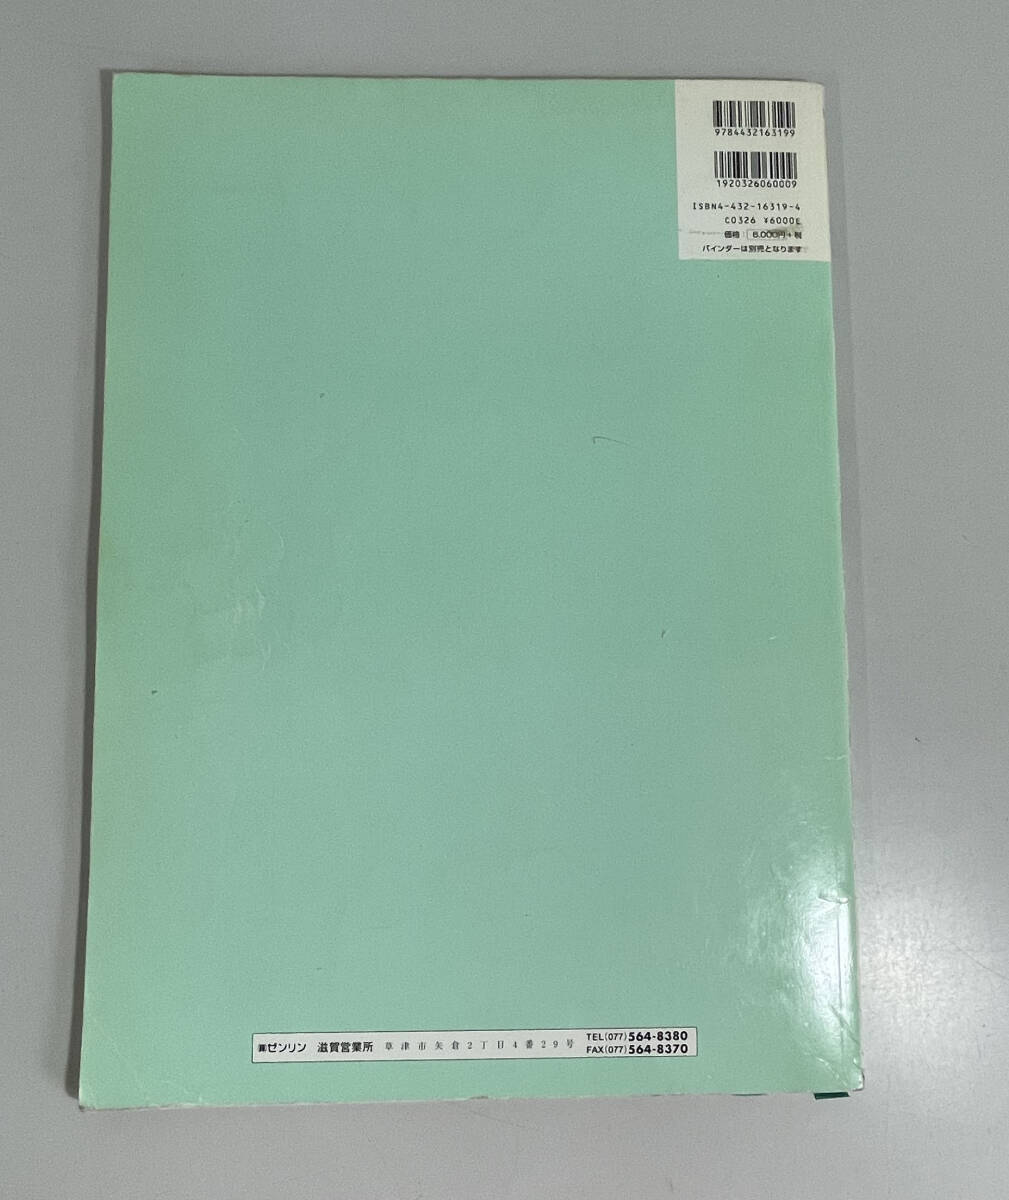 9784432163199
1920326060009
ISBN4-432-16319-4
C0326 ¥6000E
価格: 6,000円+税
バインダーは別売となります
㈱ゼンリン 滋賀営業所 草津市矢倉2丁目4番29号 TEL(077)564-8380
FAX(077)564-8370